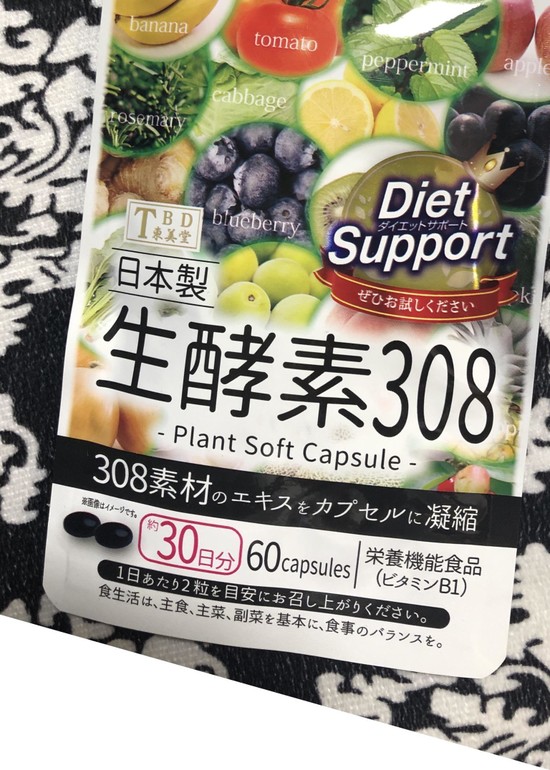 banana
tomato
peppermint
apple
rosemary
cabbage
blueberry
Diet
ダイエットサポート
Support
ぜひお試しください
TBD
東美堂
日本製
生酵素308
- Plant Soft Capsule -
308素材のエキスをカプセルに凝縮
※画像はイメージです。
約30日分
60capsules
栄養機能食品
(ビタミンB1)
1日あたり2粒を目安にお召し上がりください。
食生活は、主食、主菜、副菜を基本に、食事のバランスを。